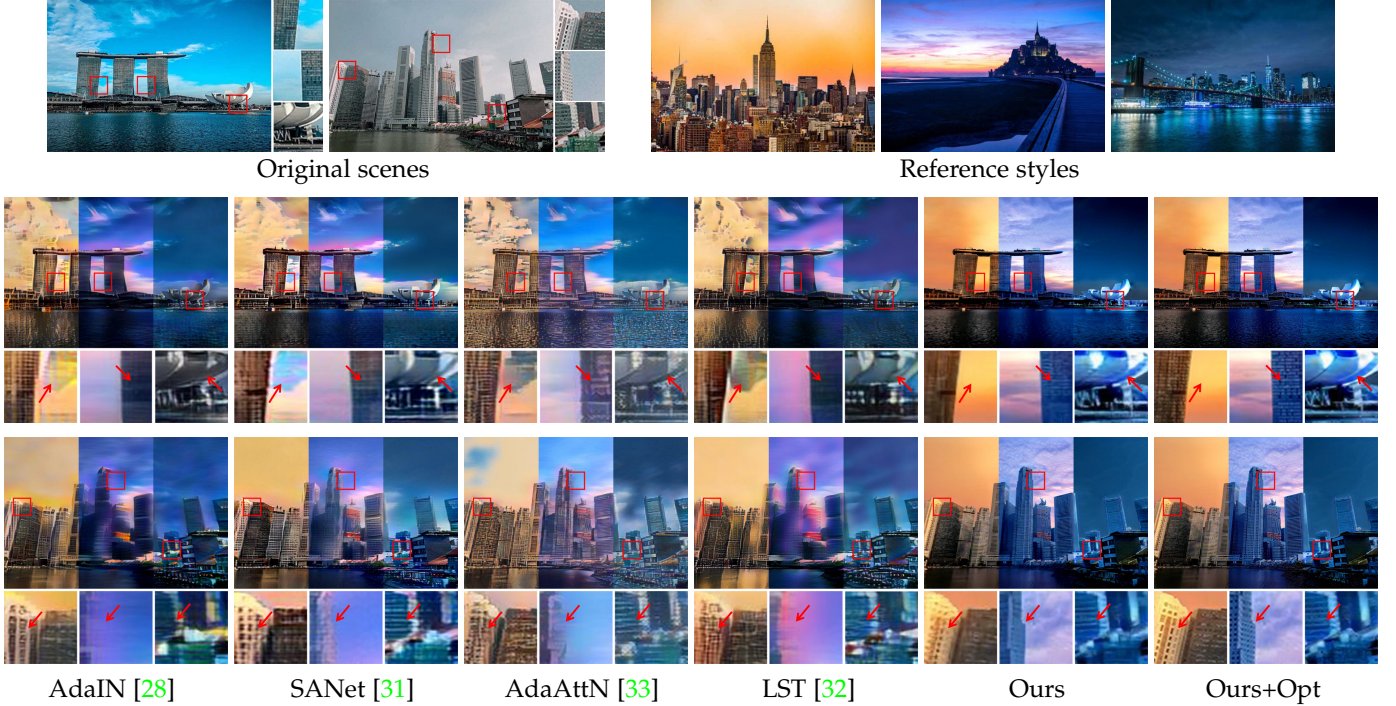 Original scenes
Reference styles
AdaIN [28]
SANet [31]
AdaAttN [33]
LST [32]
Ours
Ours+Opt